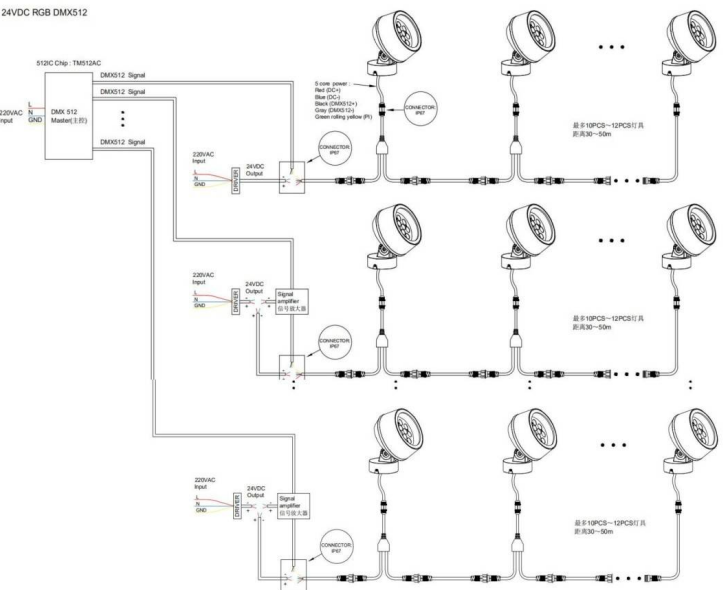 24VDC RGB DMX512
512IC Chip : TM512AC
DMX512 Signal
DMX512 Signal
DMX512 Signal
220VAC
Input
L
N
GND
DMX 512
Master(主控)
5 core power :
Red (DC+)
Blue (DC-)
Black (DMX512+)
Gray (DMX512-)
Green rolling yellow (PI)
CONNECTOR:
IP67
CONNECTOR:
IP67
220VAC
Input
L
N
GND
DRIVER
24VDC
Output
- +
最多10PCS～12PCS灯具
距离30～50m
220VAC
Input
L
N
GND
DRIVER
24VDC
Output
Signal
amplifier
信号放大器
CONNECTOR:
IP67
最多10PCS～12PCS灯具
距离30～50m
220VAC
Input
L
N
GND
DRIVER
24VDC
Output
Signal
amplifier
信号放大器
CONNECTOR:
IP67
最多10PCS～12PCS灯具
距离30～50m